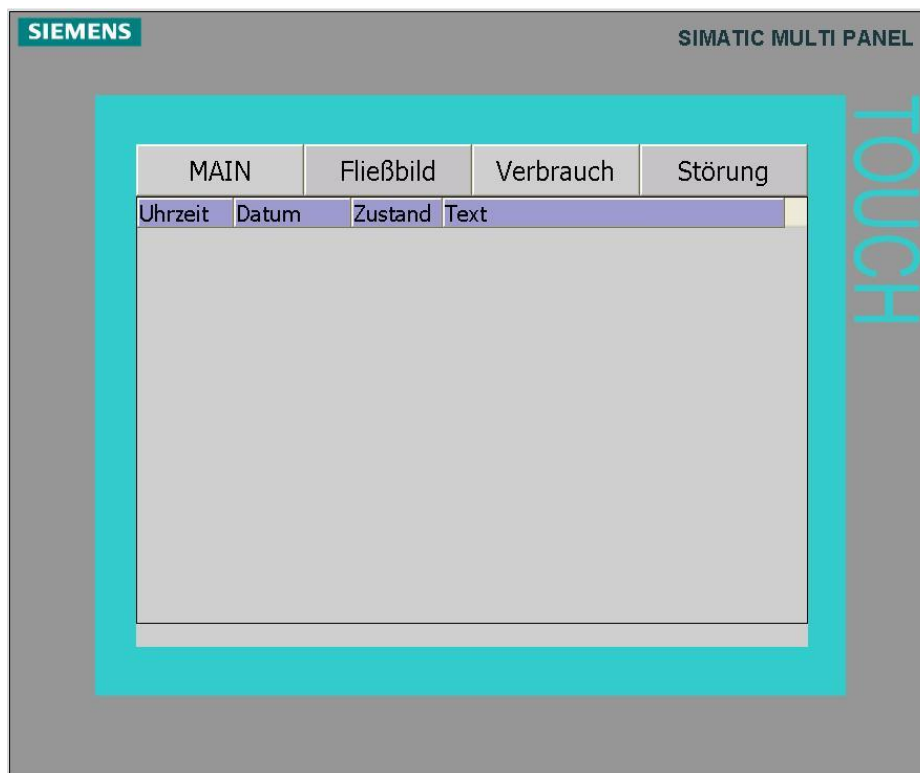 SIEMENS
SIMATIC MULTI PANEL
TOUCH
MAIN Fließbild Verbrauch Störung
Uhrzeit Datum Zustand Text